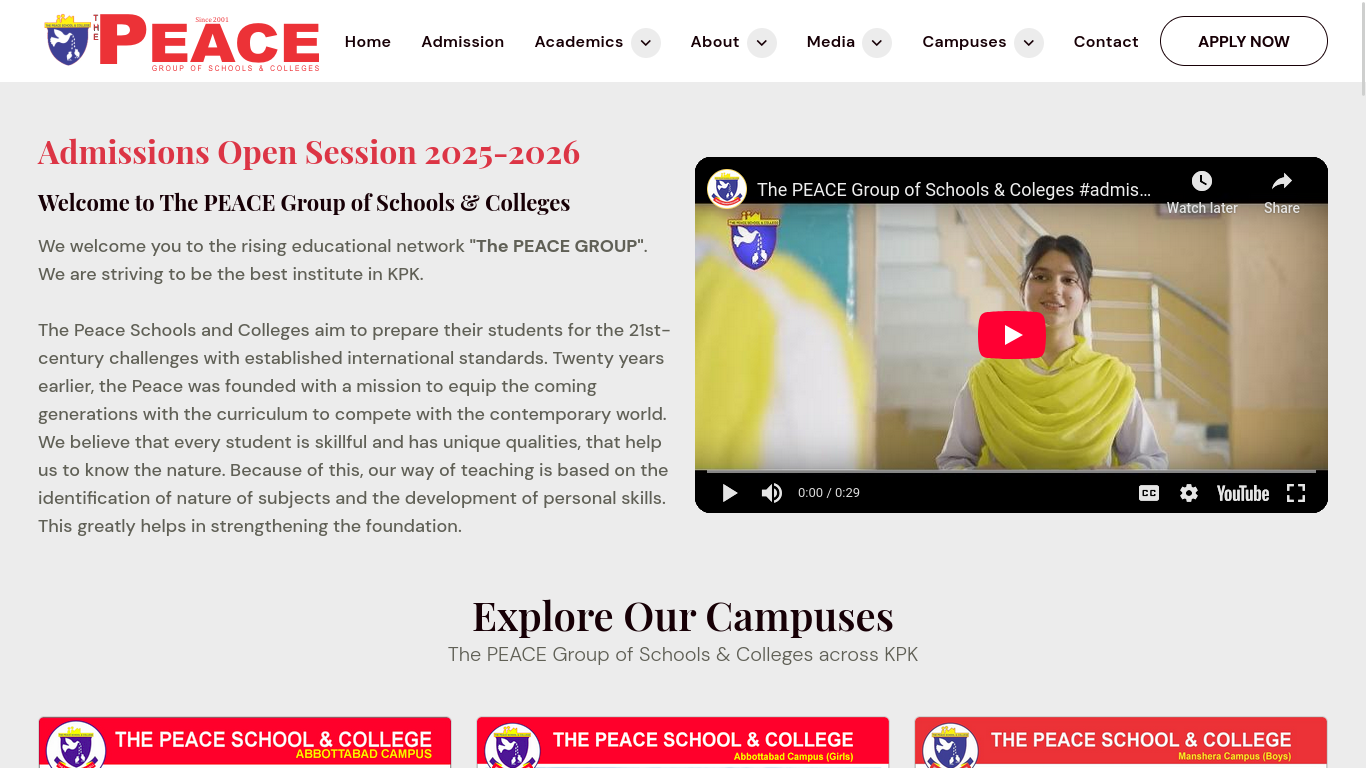 Since2001
THE
PEACE
GROUP OF SCHOOLS & COLLEGES
Home
Admission
Academics
About
Media
Campuses
Contact
APPLY NOW
Admissions Open Session 2025-2026
Welcome to The PEACE Group of Schools & Colleges
We welcome you to the rising educational network "The PEACE GROUP".
We are striving to be the best institute in KPK.
The Peace Schools and Colleges aim to prepare their students for the 21st-
century challenges with established international standards. Twenty years
earlier, the Peace was founded with a mission to equip the coming
generations with the curriculum to compete with the contemporary world.
We believe that every student is skillful and has unique qualities, that help
us to know the nature. Because of this, our way of teaching is based on the
identification of nature of subjects and the development of personal skills.
This greatly helps in strengthening the foundation.
The PEACE Group of Schools & Coleges #admis...
Watch later
Share
0:00 / 0:29
CC
YouTube
Explore Our Campuses
The PEACE Group of Schools & Colleges across KPK
THE PEACE SCHOOL & COLLEGE
ABBOTTABAD CAMPUS
THE PEACE SCHOOL & COLLEGE
Abbottabad Campus (Girls)
THE PEACE SCHOOL & COLLEGE
Manshera Campus (Boys)